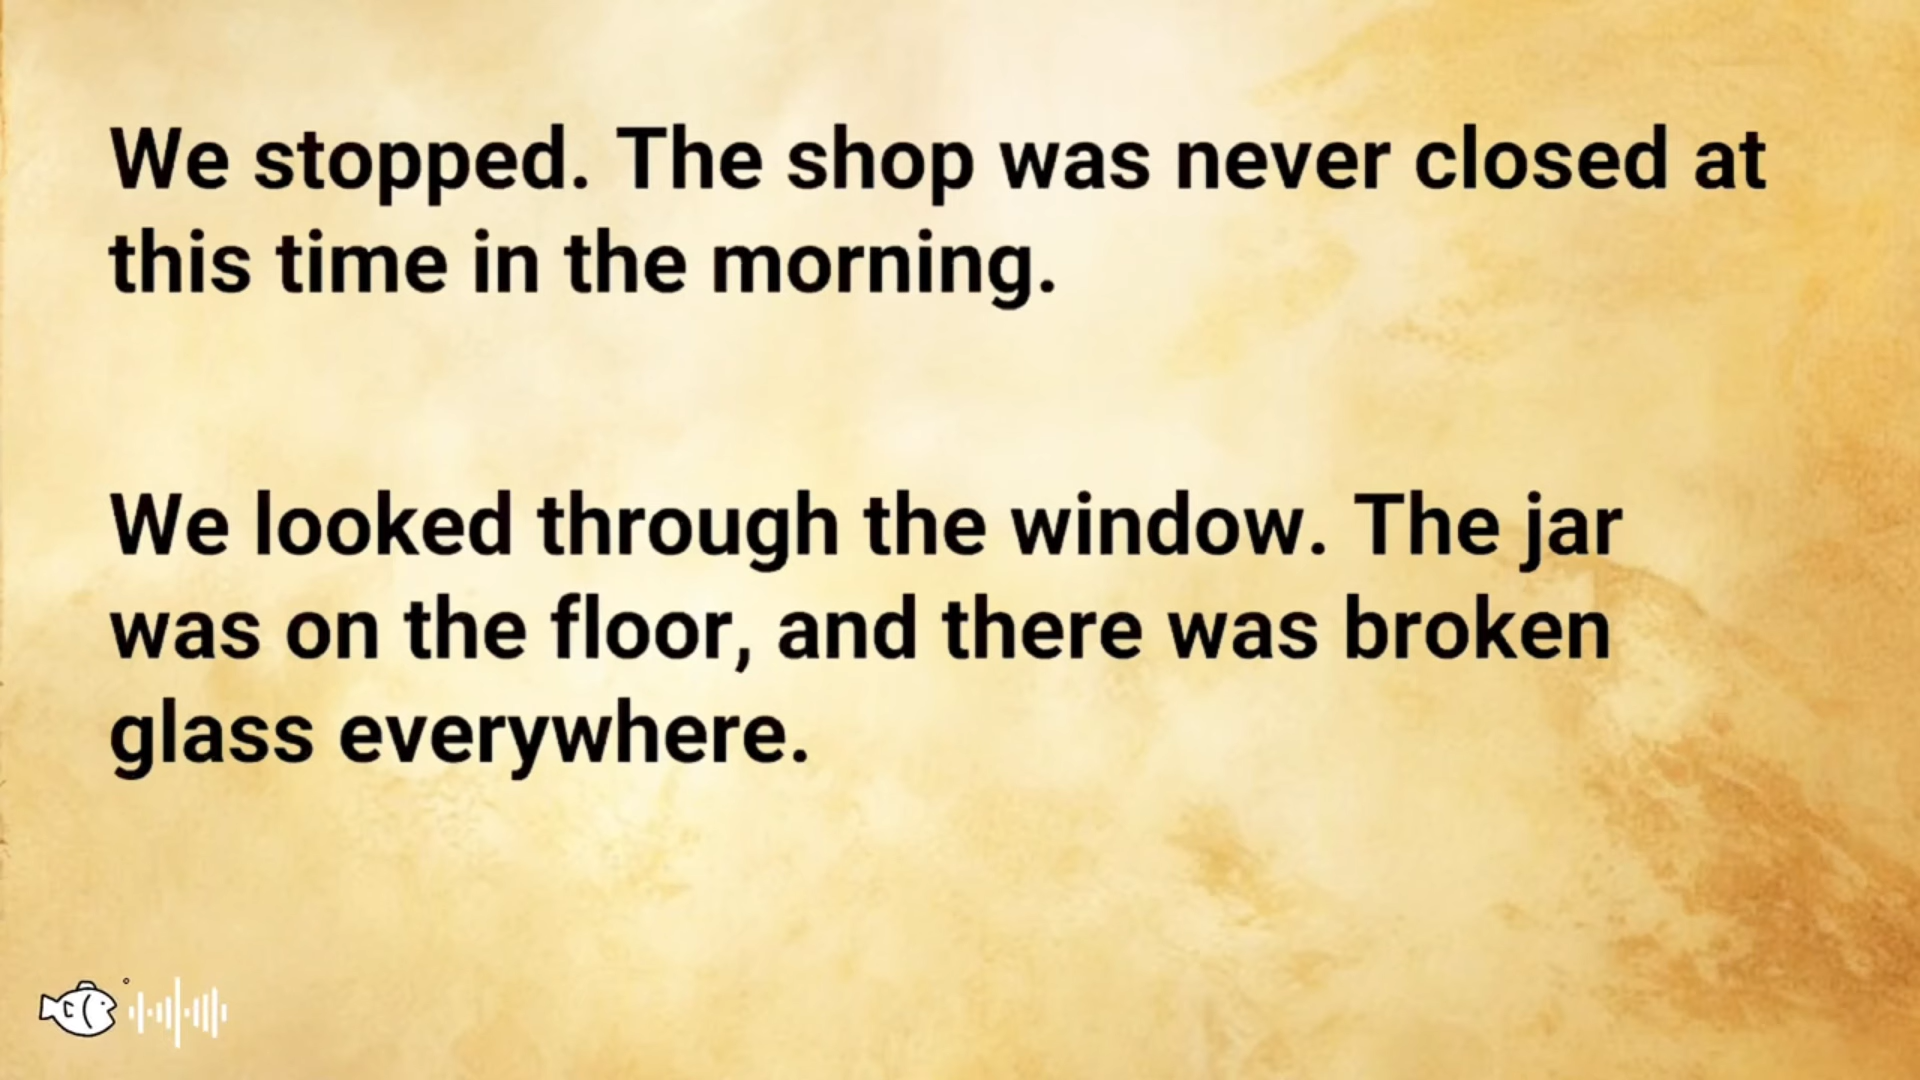 We stopped. The shop was never closed at
this time in the morning.
We looked through the window. The jar
was on the floor, and there was broken
glass everywhere.